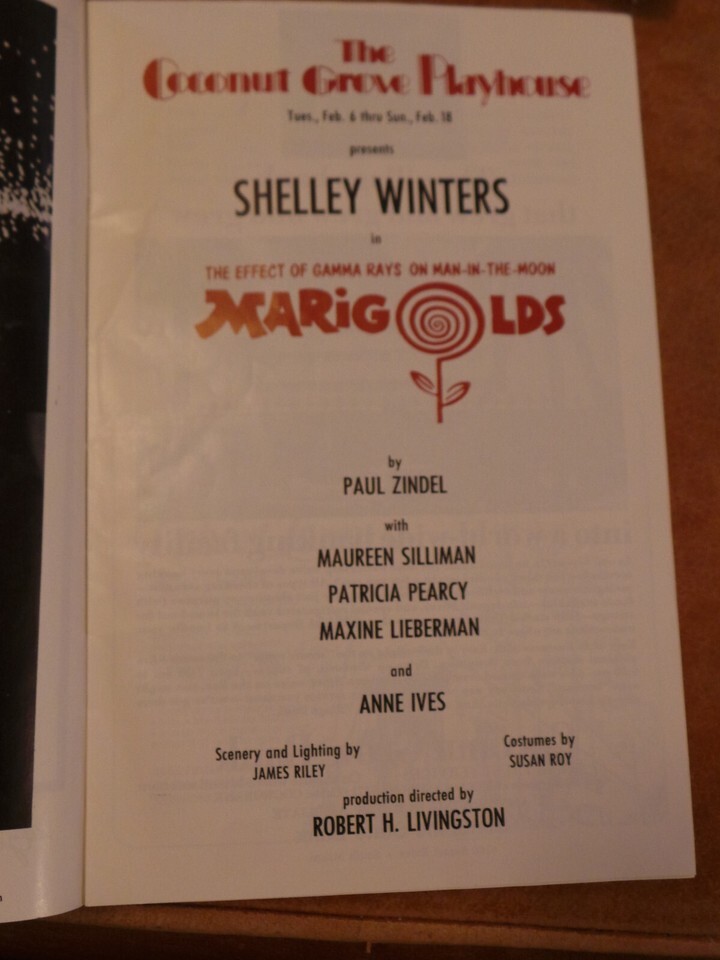 The
Coconut Grove Playhouse
Tues., Feb. 6 thru Sun., Feb. 18
presents
SHELLEY WINTERS
in
THE EFFECT OF GAMMA RAYS ON MAN-IN-THE-MOON
MARiGOLDS
by
PAUL ZINDEL
with
MAUREEN SILLIMAN
PATRICIA PEARCY
MAXINE LIEBERMAN
and
ANNE IVES
Scenery and Lighting by
JAMES RILEY
Costumes by
SUSAN ROY
production directed by
ROBERT H. LIVINGSTON